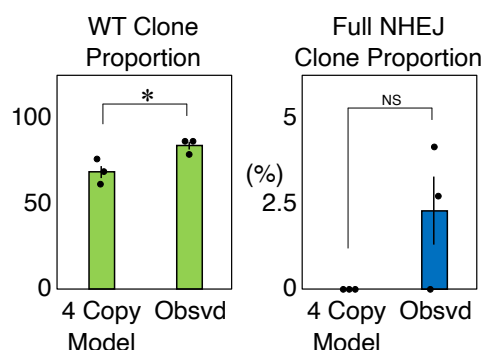 WT Clone
Proportion
100
50
0
*
4 Copy
Model
Obsvd
Full NHEJ
Clone Proportion
(%)
5
2.5
0
NS
4 Copy
Model
Obsvd